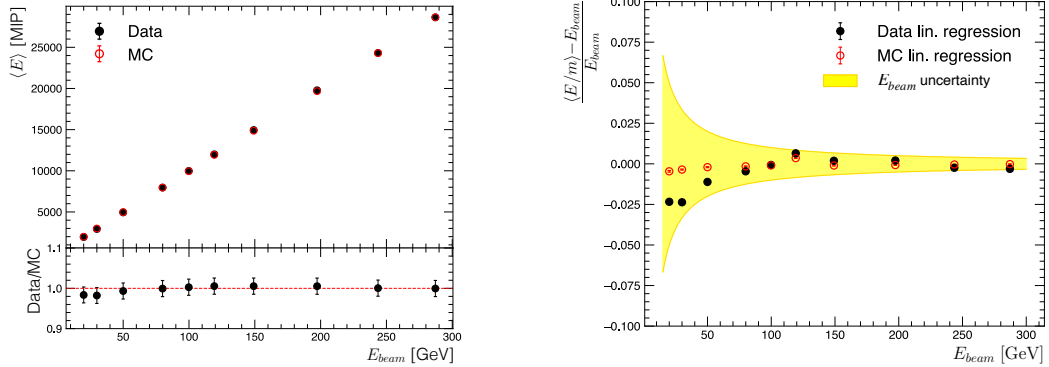 ⟨E⟩ [MIP]
Data
MC
25000
20000
15000
10000
5000
1.1
1.0
0.9
Data/MC
0 50 100 150 200 250 300
E_beam [GeV]
⟨E/m⟩−E_beam
E_beam
0.100
0.075
0.050
0.025
0.000
−0.025
−0.050
−0.075
−0.100
Data lin. regression
MC lin. regression
E_beam uncertainty
0 50 100 150 200 250 300
E_beam [GeV]